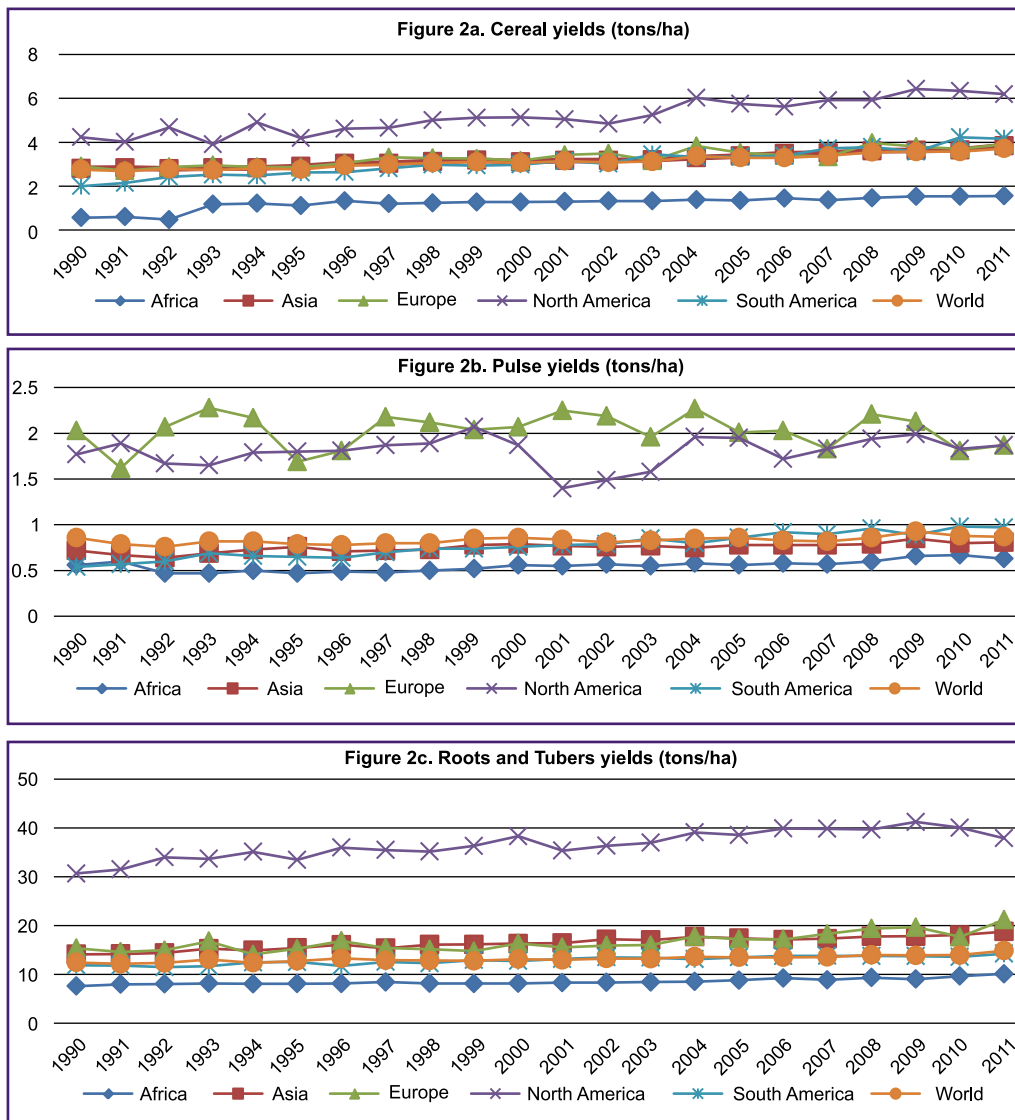 Figure 2a. Cereal yields (tons/ha)
8
6
4
2
0
1990 1991 1992 1993 1994 1995 1996 1997 1998 1999 2000 2001 2002 2003 2004 2005 2006 2007 2008 2009 2010 2011
Africa Asia Europe North America South America World
Figure 2b. Pulse yields (tons/ha)
2.5
2
1.5
1
0.5
0
1990 1991 1992 1993 1994 1995 1996 1997 1998 1999 2000 2001 2002 2003 2004 2005 2006 2007 2008 2009 2010 2011
Africa Asia Europe North America South America World
Figure 2c. Roots and Tubers yields (tons/ha)
50
40
30
20
10
0
1990 1991 1992 1993 1994 1995 1996 1997 1998 1999 2000 2001 2002 2003 2004 2005 2006 2007 2008 2009 2010 2011
Africa Asia Europe North America South America World